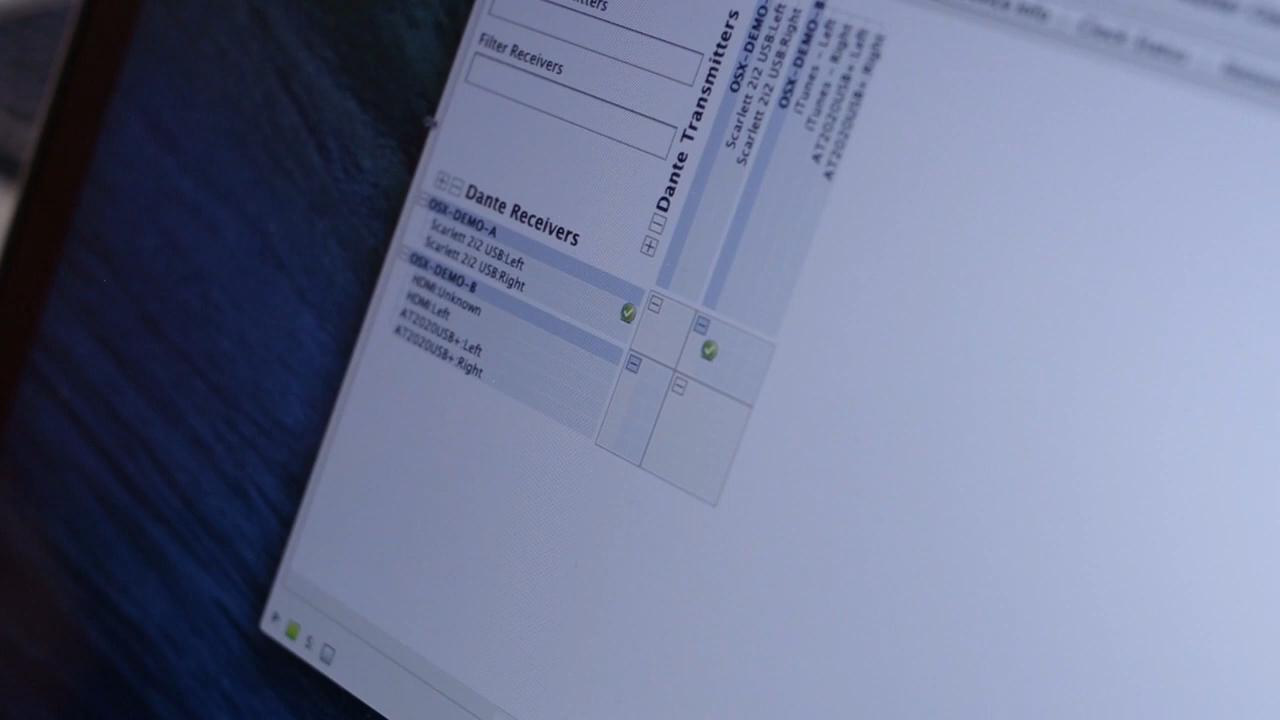 Filter Receivers
Dante Transmitters
OSX-DEMO-
Scarlett 2i2 USB:Left
Scarlett 2i2 USB:Right
OSX-DEMO-B
iTunes - Left
iTunes - Right
AT2020USB+:Left
AT2020USB+:Right
Dante Receivers
OSX-DEMO-A
Scarlett 2i2 USB:Left
Scarlett 2i2 USB:Right
OSX-DEMO-B
HDMI:Unknown
HDMI:Left
AT2020USB+:Left
AT2020USB+:Right
P:
S: